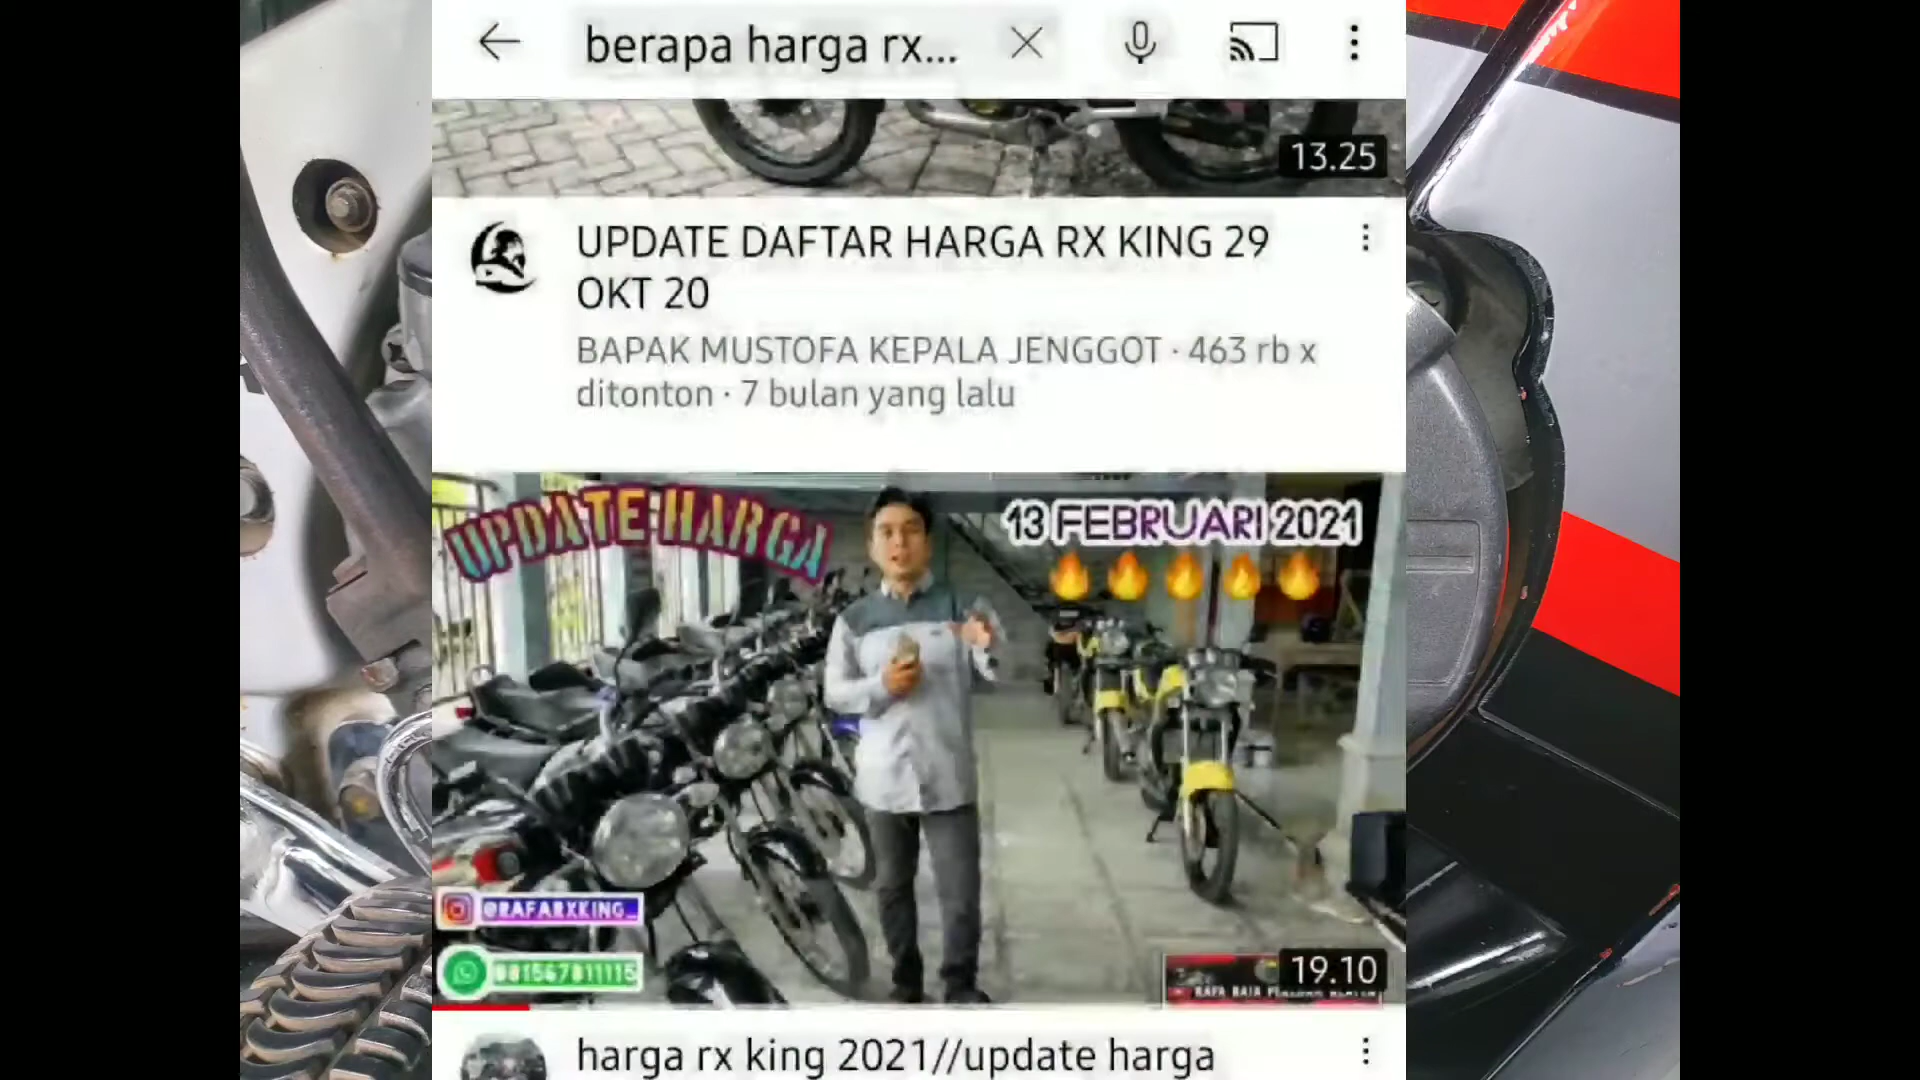 berapa harga rx...
13.25
UPDATE DAFTAR HARGA RX KING 29
OKT 20
BAPAK MUSTOFA KEPALA JENGGOT · 463 rb x
ditonton · 7 bulan yang lalu
UPDATE HARGA
13 FEBRUARI 2021
@RAFARXKING_
081567811115
19.10
harga rx king 2021//update harga